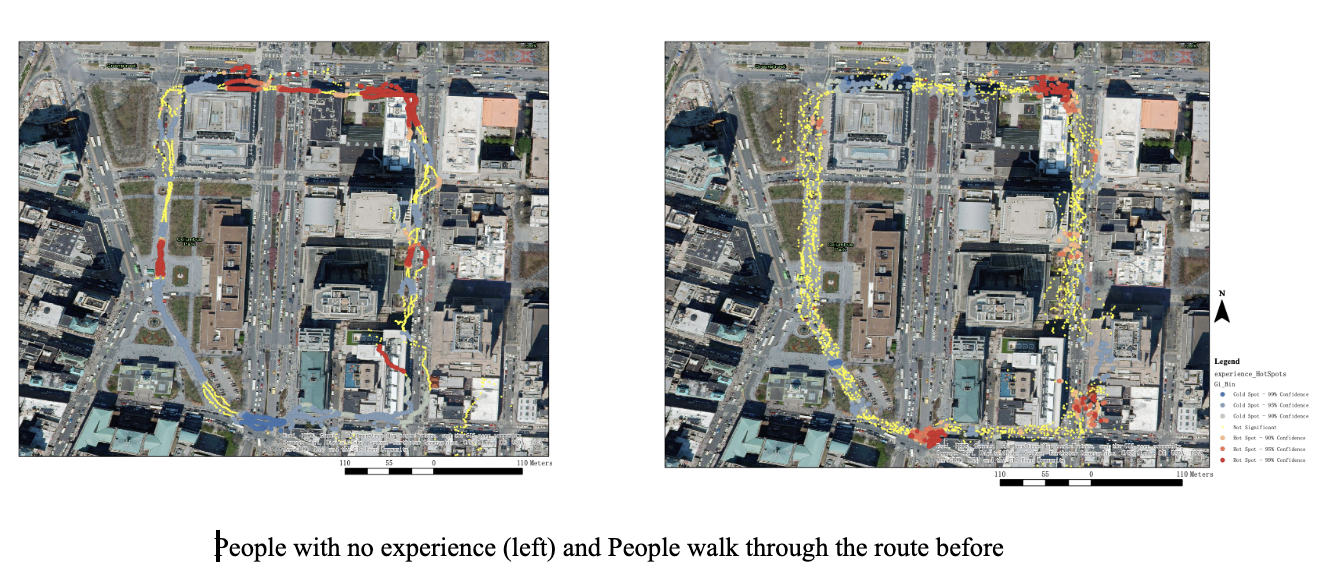 110
55
0
110 Meters
110
55
0
110 Meters
N
Legend
experience_HotSpots
Gi_Bin
Cold Spot - 99% Confidence
Cold Spot - 95% Confidence
Cold Spot - 90% Confidence
Not Significant
Hot Spot - 90% Confidence
Hot Spot - 95% Confidence
Hot Spot - 99% Confidence
People with no experience (left) and People walk through the route before